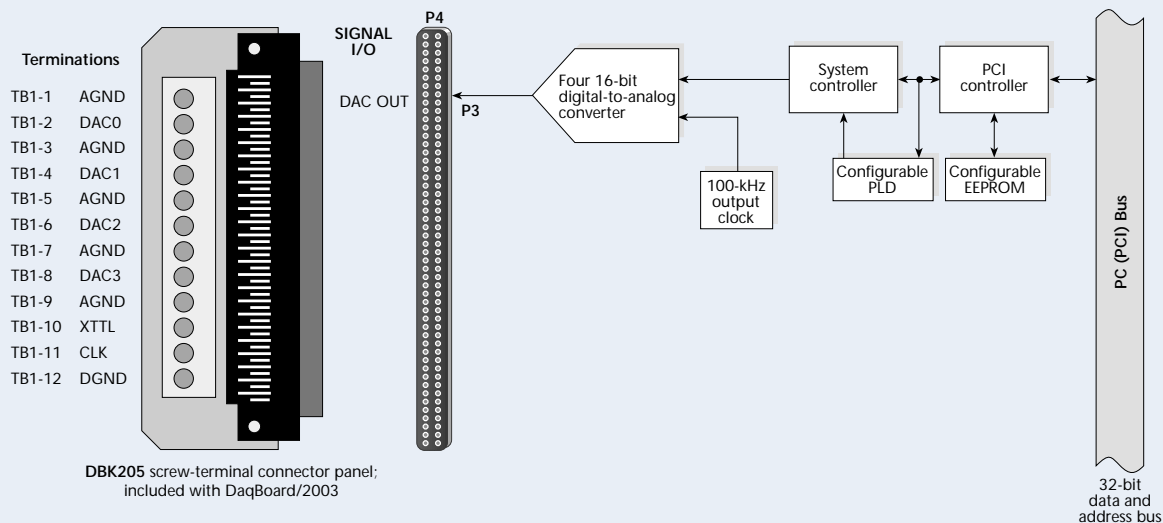 Terminations
TB1-1 AGND
TB1-2 DAC0
TB1-3 AGND
TB1-4 DAC1
TB1-5 AGND
TB1-6 DAC2
TB1-7 AGND
TB1-8 DAC3
TB1-9 AGND
TB1-10 XTTL
TB1-11 CLK
TB1-12 DGND
DBK205 screw-terminal connector panel;
included with DaqBoard/2003
P4
SIGNAL
I/O
DAC OUT
P3
Four 16-bit
digital-to-analog
converter
100-kHz
output
clock
System
controller
PCI
controller
Configurable
PLD
Configurable
EEPROM
PC (PCI) Bus
32-bit
data and
address bus